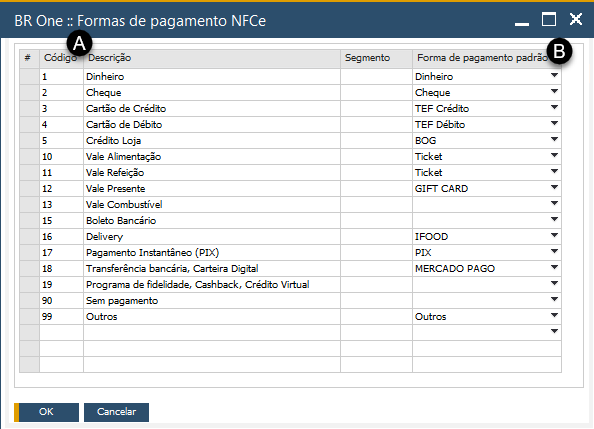 BR One :: Formas de pagamento NFCe
A
B
# Código Descrição Segmento Forma de pagamento padrão
1 Dinheiro Dinheiro
2 Cheque Cheque
3 Cartão de Crédito TEF Crédito
4 Cartão de Débito TEF Débito
5 Crédito Loja BOG
10 Vale Alimentação Ticket
11 Vale Refeição Ticket
12 Vale Presente GIFT CARD
13 Vale Combustível
15 Boleto Bancário
16 Delivery IFOOD
17 Pagamento Instantâneo (PIX) PIX
18 Transferência bancária, Carteira Digital MERCADO PAGO
19 Programa de fidelidade, Cashback, Crédito Virtual
90 Sem pagamento
99 Outros Outros
OK Cancelar